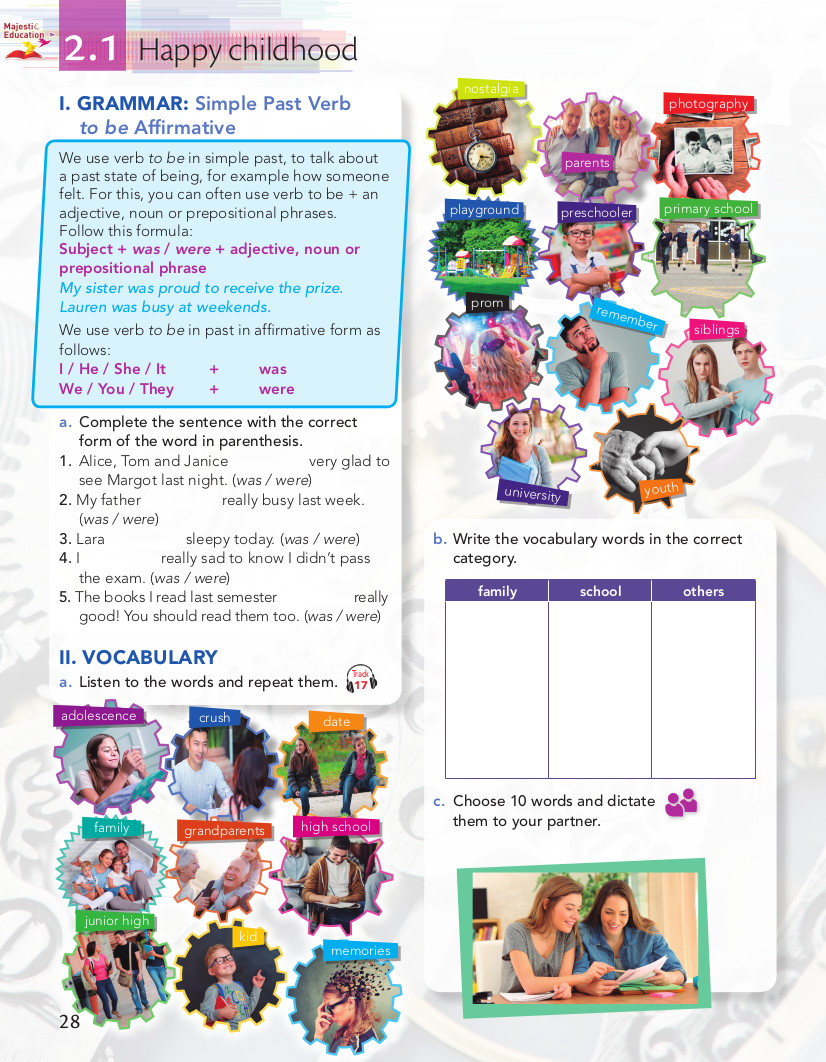 Majestic
Education
2.1 Happy childhood
I. GRAMMAR: Simple Past Verb
to be Affirmative
We use verb to be in simple past, to talk about
a past state of being, for example how someone
felt. For this, you can often use verb to be + an
adjective, noun or prepositional phrases.
Follow this formula:
Subject + was / were + adjective, noun or
prepositional phrase
My sister was proud to receive the prize.
Lauren was busy at weekends.
We use verb to be in past in affirmative form as
follows:
I / He / She / It + was
We / You / They + were
a. Complete the sentence with the correct
form of the word in parenthesis.
1. Alice, Tom and Janice very glad to
see Margot last night. (was / were)
2. My father really busy last week.
(was / were)
3. Lara sleepy today. (was / were)
4. I really sad to know I didn't pass
the exam. (was / were)
5. The books I read last semester really
good! You should read them too. (was / were)
II. VOCABULARY
a. Listen to the words and repeat them.
Track
17
adolescence
crush
date
family
grandparents
high school
junior high
kid
memories
28
nostalgia
parents
photography
playground
preschooler
primary school
prom
remember
siblings
university
youth
b. Write the vocabulary words in the correct
category.
family school others
c. Choose 10 words and dictate
them to your partner.